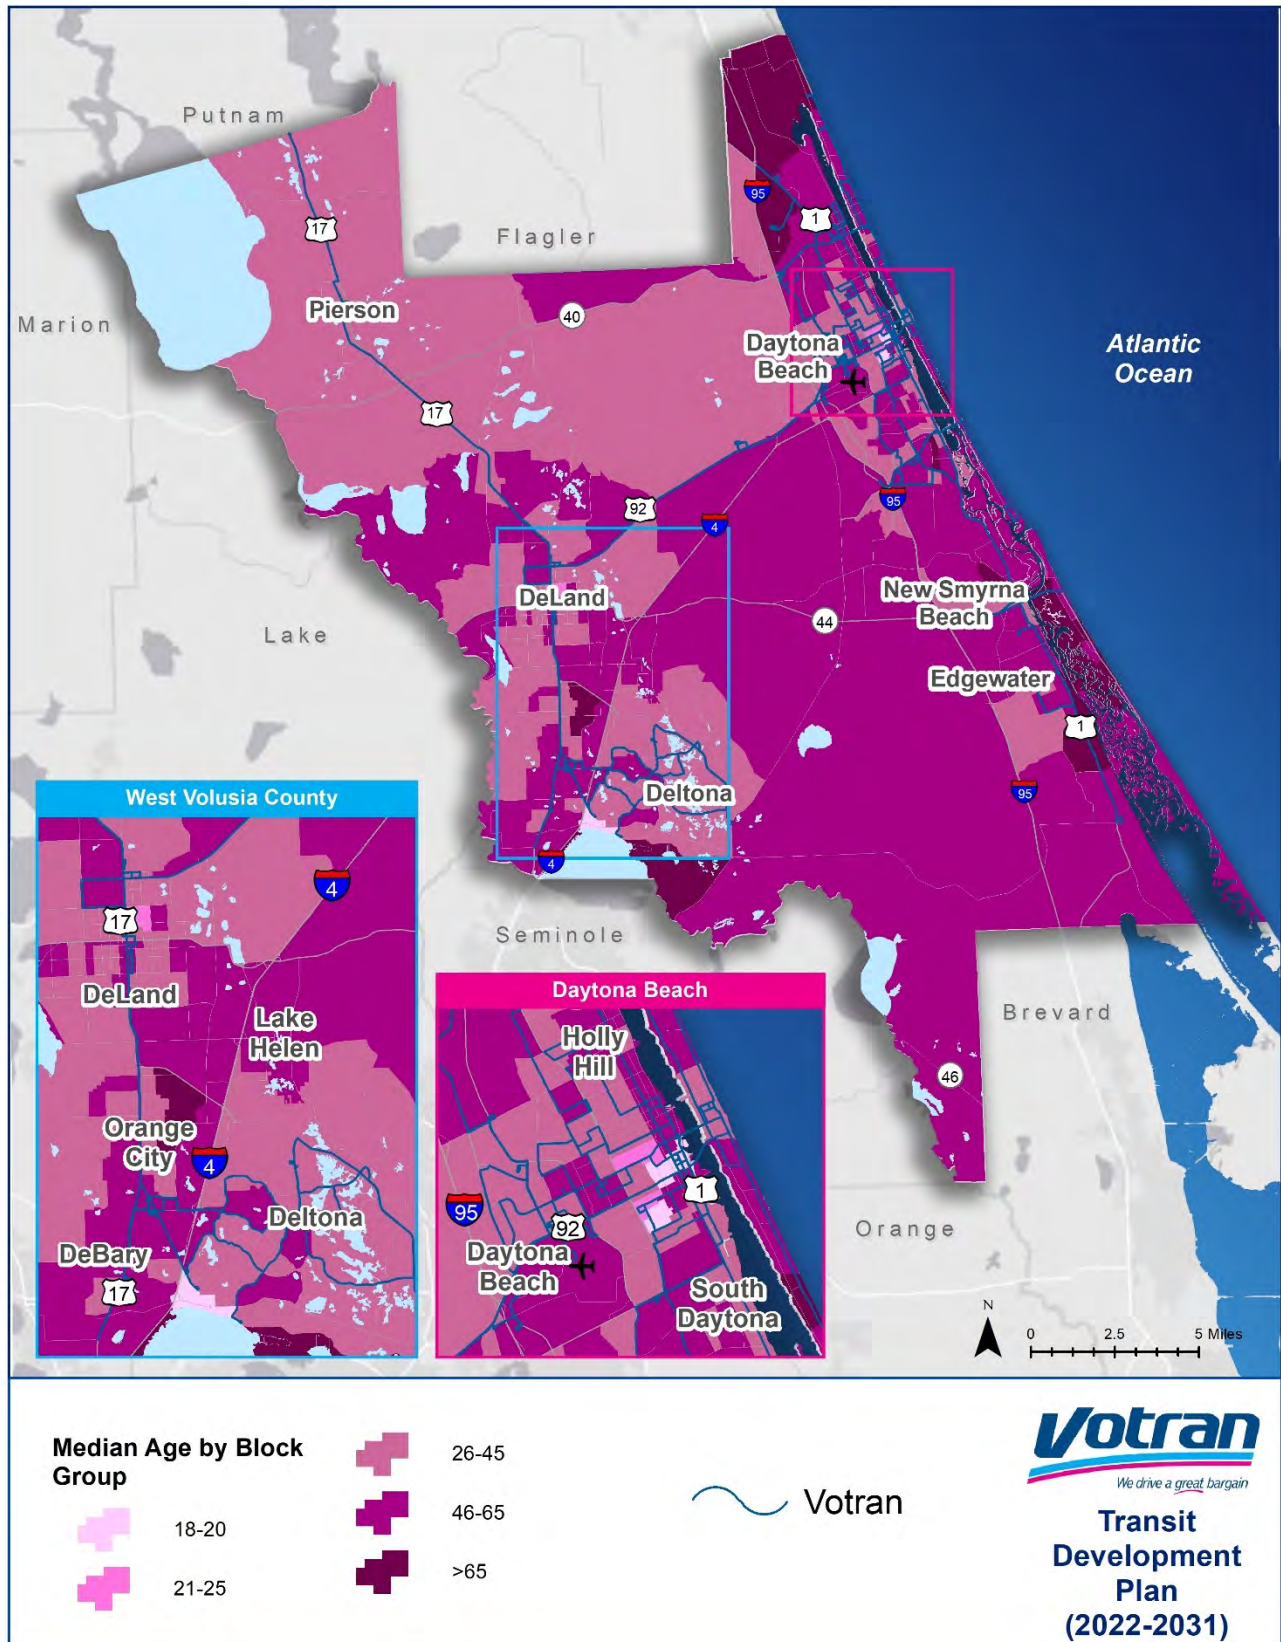 Putnam
17
95
1
Flagler
Marion
Pierson
40
Daytona
Beach
Atlantic
Ocean
17
92
4
95
DeLand
New Smyrna
Beach
44
Lake
Edgewater
1
Deltona
95
4
Seminole
Brevard
46
Orange
West Volusia County
4
17
DeLand
Lake
Helen
Orange
City
4
Deltona
DeBary
17
Daytona Beach
Holly
Hill
1
95
92
Daytona
Beach
South
Daytona
N
0 2.5 5 Miles
Median Age by Block
Group
18-20
21-25
26-45
46-65
>65
Votran
Votran
We drive a great bargain
Transit
Development
Plan
(2022-2031)